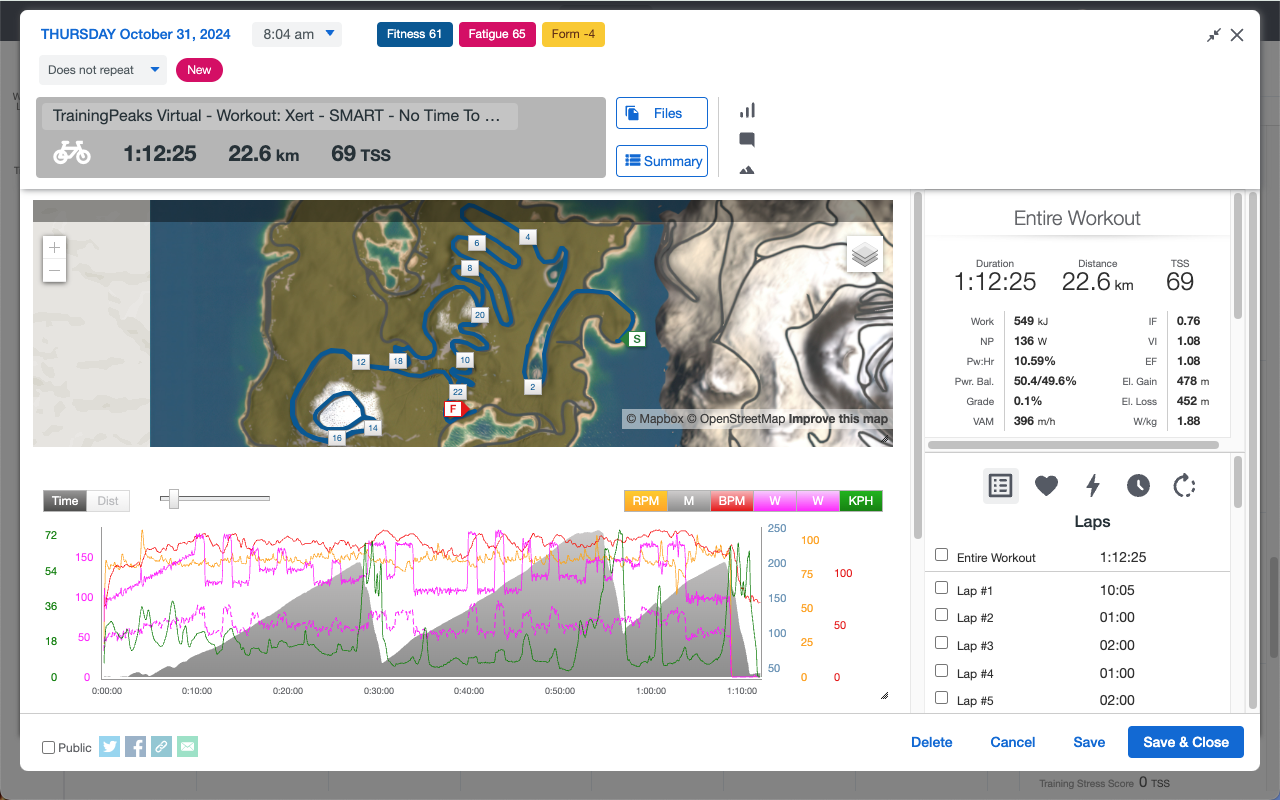 THURSDAY October 31, 2024 8:04 am Fitness 61 Fatigue 65 Form -4
Does not repeat New
TrainingPeaks Virtual - Workout: Xert - SMART - No Time To …
1:12:25 22.6 km 69 TSS
Files
Summary
+
−
6 4
8
20
S
12 18 10
2
22
F
14
16
© Mapbox © OpenStreetMap Improve this map
Time Dist
RPM M BPM W W KPH
72 54 36 18 0
150 100 50 0
250 200 150 100 50
100 75 50 25 0
100 50 0
0:00:00 0:10:00 0:20:00 0:30:00 0:40:00 0:50:00 1:00:00 1:10:00
Entire Workout
Duration Distance TSS
1:12:25 22.6 km 69
Work 549 kJ IF 0.76
NP 136 W VI 1.08
Pw:Hr 10.59% EF 1.08
Pwr. Bal. 50.4/49.6% El. Gain 478 m
Grade 0.1% El. Loss 452 m
VAM 396 m/h W/kg 1.88
Laps
Entire Workout 1:12:25
Lap #1 10:05
Lap #2 01:00
Lap #3 02:00
Lap #4 01:00
Lap #5 02:00
Public
Delete Cancel Save Save & Close
Training Stress Score 0 TSS